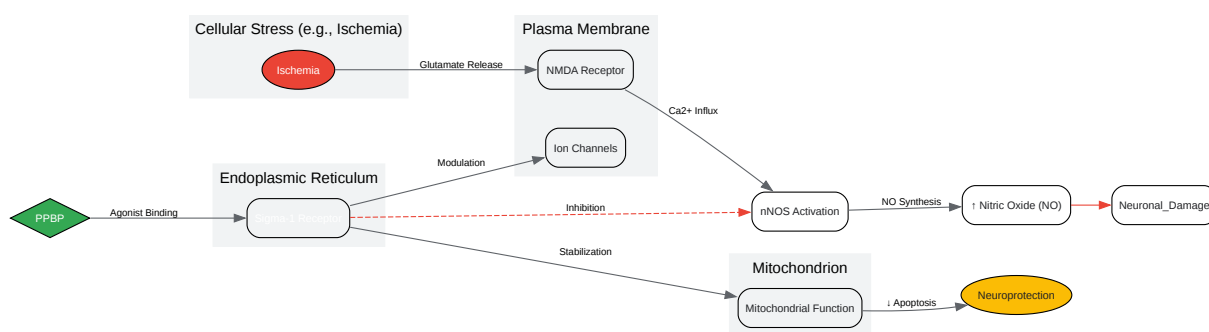 Cellular Stress (e.g., Ischemia)
Ischemia
Glutamate Release
Plasma Membrane
NMDA Receptor
Ca2+ Influx
Ion Channels
Modulation
Endoplasmic Reticulum
PPBP
Agonist Binding
Sigma-1 Receptor
Inhibition
nNOS Activation
NO Synthesis
↑ Nitric Oxide (NO)
Neuronal_Damage
Stabilization
Mitochondrion
Mitochondrial Function
↓ Apoptosis
Neuroprotection